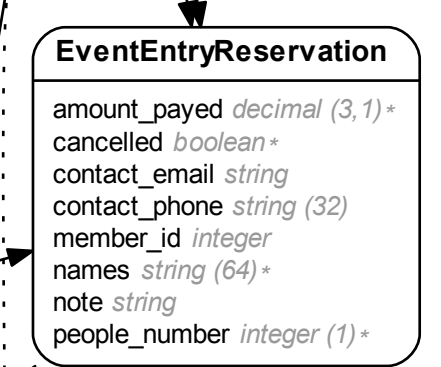 EventEntryReservation
amount_payed decimal (3,1) *
cancelled boolean *
contact_email string
contact_phone string (32)
member_id integer
names string (64) *
note string
people_number integer (1) *